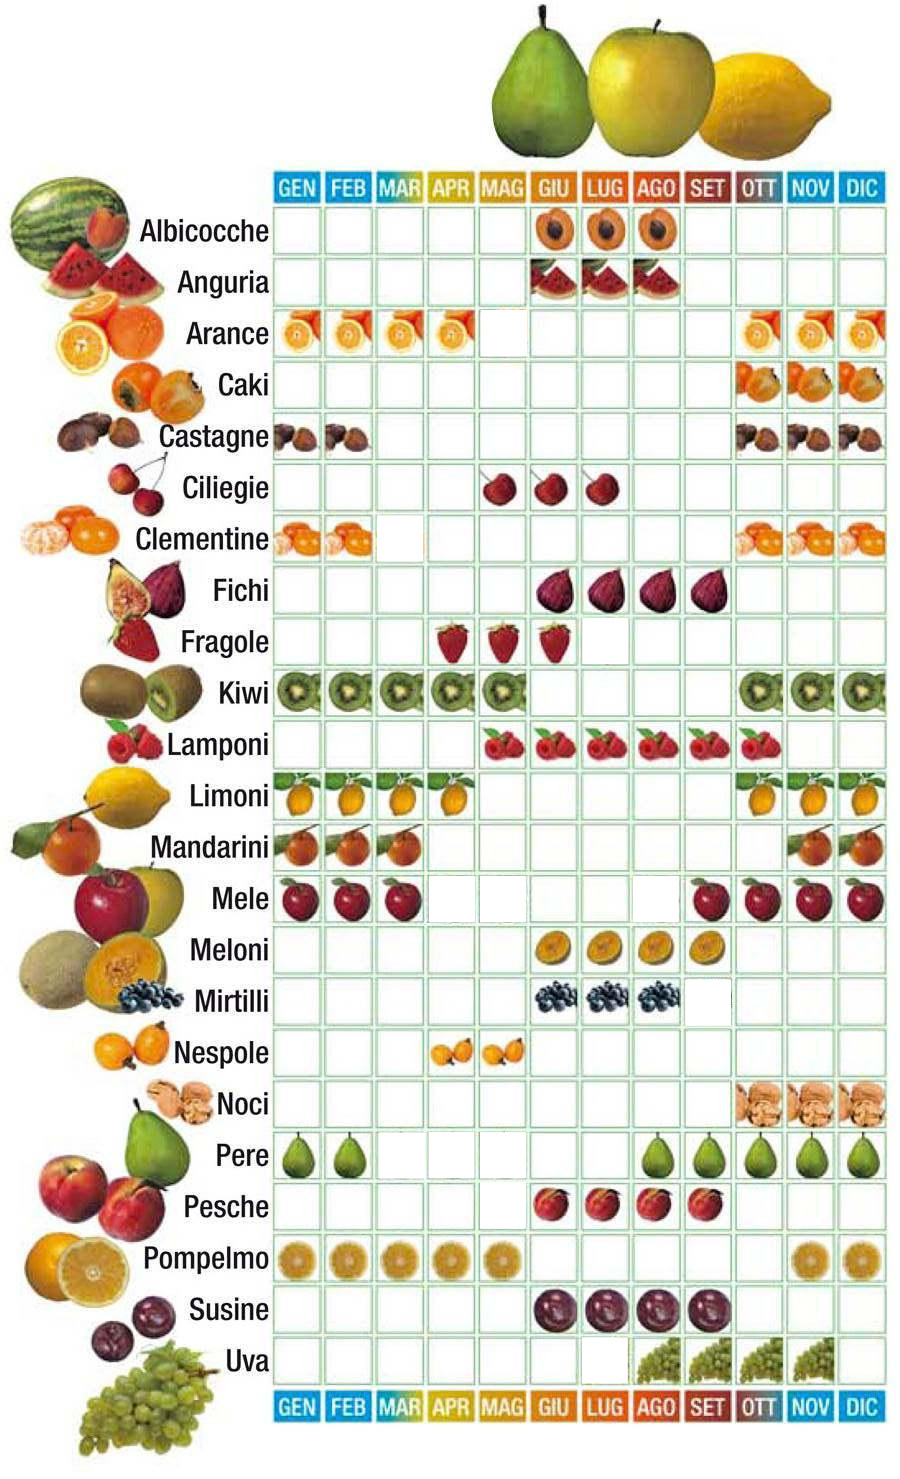 GEN FEB MAR APR MAG GIU LUG AGO SET OTT NOV DIC
Albicocche
Anguria
Arance
Caki
Castagne
Ciliegie
Clementine
Fichi
Fragole
Kiwi
Lamponi
Limoni
Mandarini
Mele
Meloni
Mirtilli
Nespole
Noci
Pere
Pesche
Pompelmo
Susine
Uva
GEN FEB MAR APR MAG GIU LUG AGO SET OTT NOV DIC